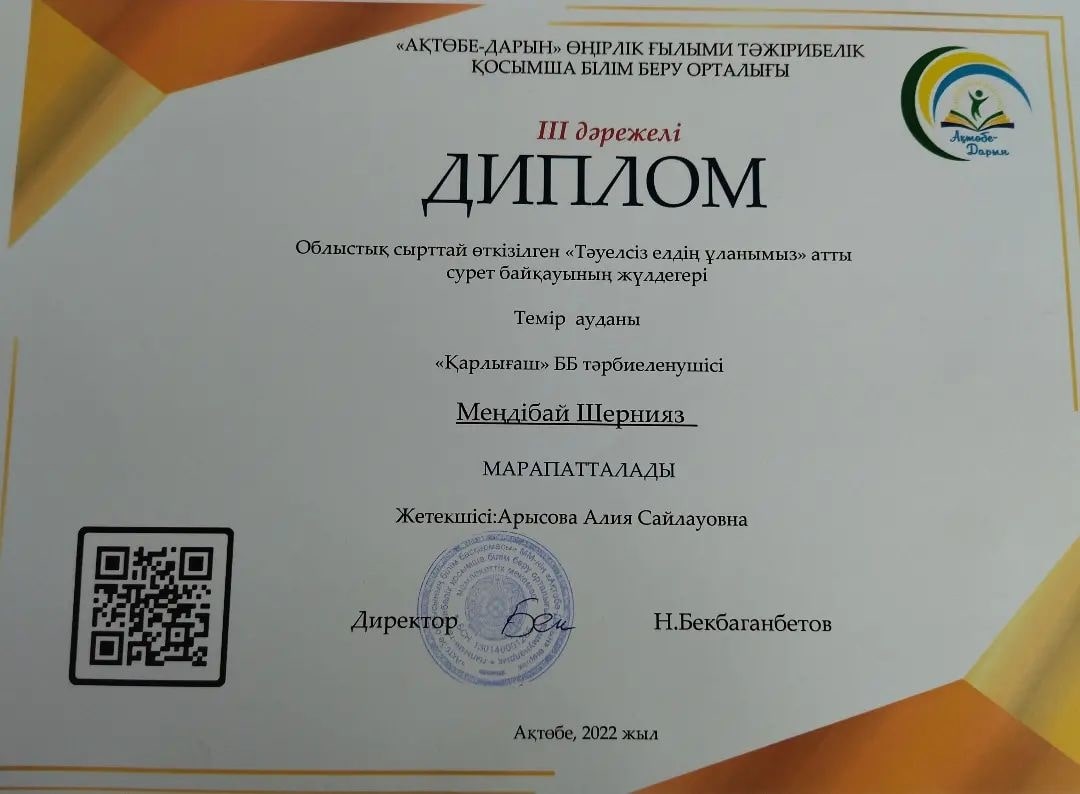 «АҚТӨБЕ-ДАРЫН» ӨҢІРЛІК ҒЫЛЫМИ ТӘЖІРИБЕЛІК
ҚОСЫМША БІЛІМ БЕРУ ОРТАЛЫҒЫ
Ақтөбе-
Дарын
III дәрежелі
ДИПЛОМ
Облыстық сырттай өткізілген «Тәуелсіз елдің ұланымыз» атты
сурет байқауының жүлдегері
Темір ауданы
«Қарлығаш» ББ тәрбиеленушісі
Меңдібай Шернияз
МАРАПАТТАЛАДЫ
Жетекшісі:Арысова Алия Сайлауовна
Директор
Н.Бекбаганбетов
Ақтөбе, 2022 жыл